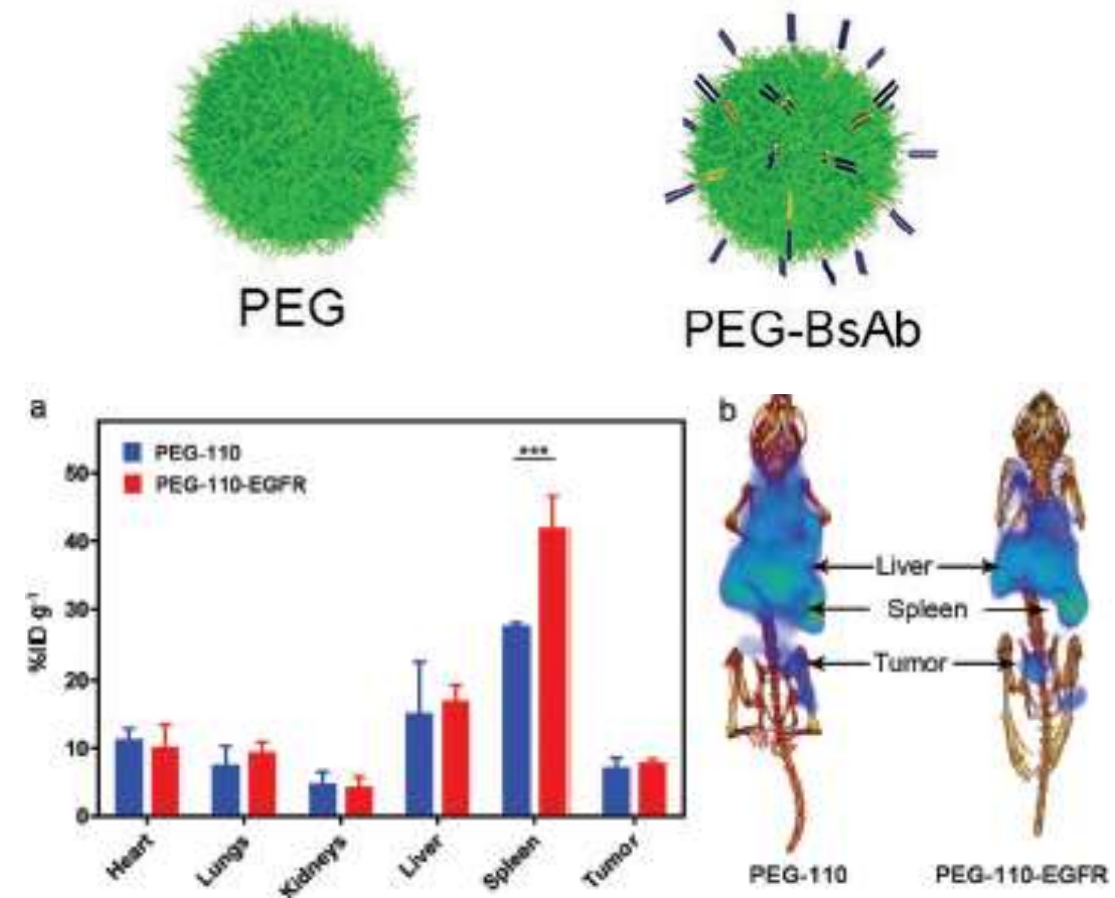 PEG
PEG-BsAb
a
PEG-110
PEG-110-EGFR
***
50
40
30
20
10
0
%ID g⁻¹
Heart
Lungs
Kidneys
Liver
Spleen
Tumor
b
Liver
Spleen
Tumor
PEG-110
PEG-110-EGFR